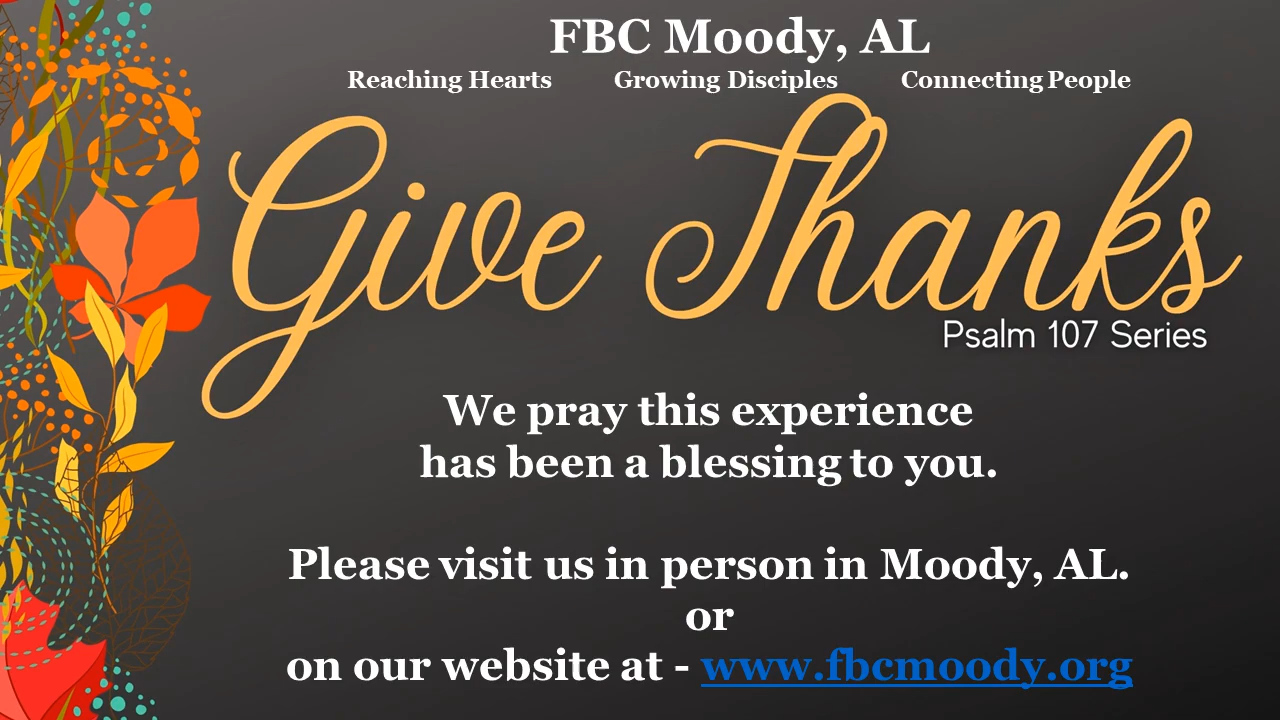 FBC Moody, AL
Reaching Hearts Growing Disciples Connecting People
Give Thanks
Psalm 107 Series
We pray this experience
has been a blessing to you.
Please visit us in person in Moody, AL.
or
on our website at - www.fbcmoody.org